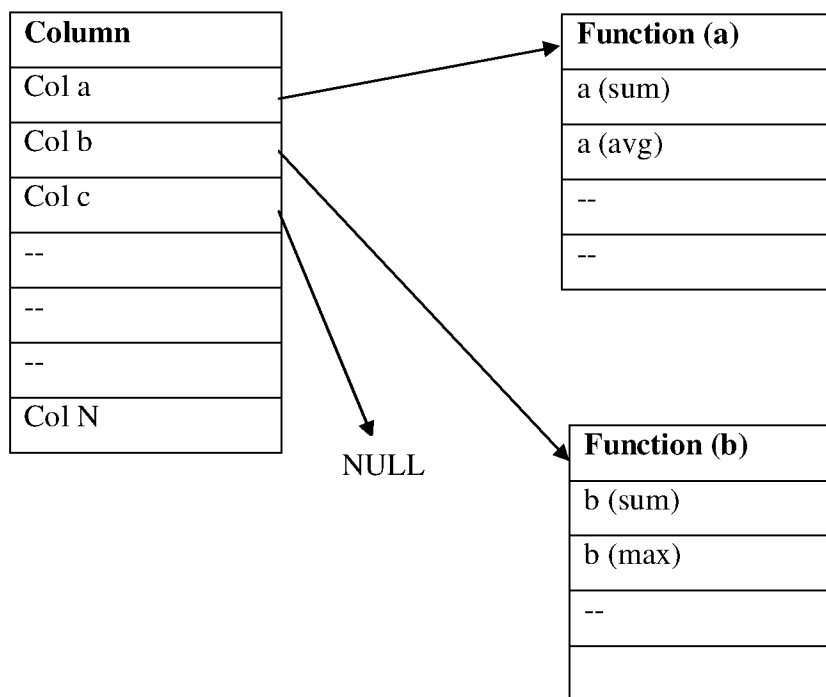 Column
Col a
Col b
Col c
--
--
--
Col N
NULL
Function (a)
a (sum)
a (avg)
--
--
Function (b)
b (sum)
b (max)
--